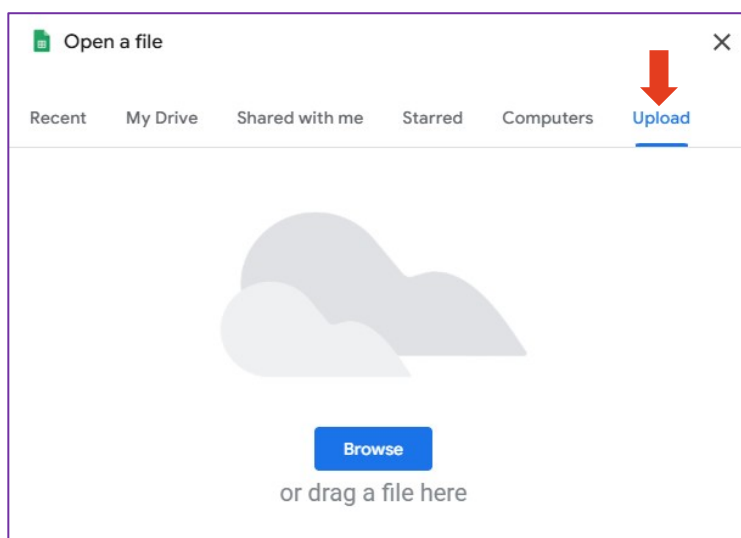 Open a file
Recent My Drive Shared with me Starred Computers Upload
Browse
or drag a file here